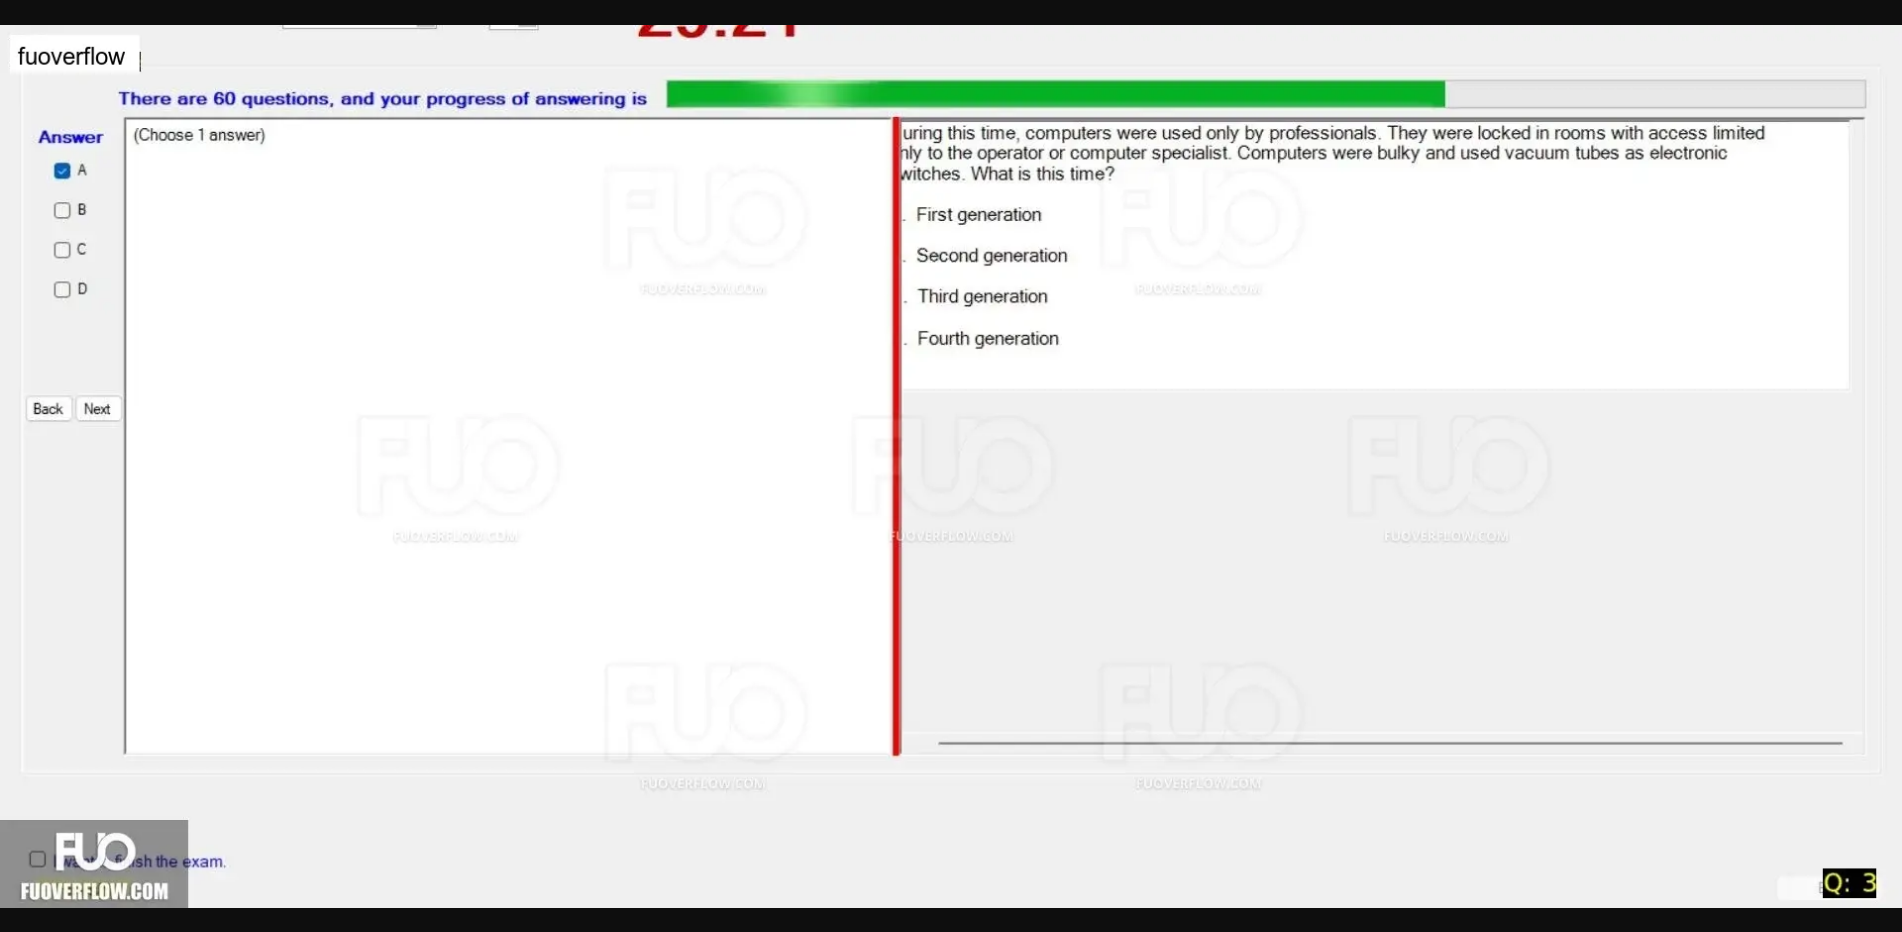 fuoverflow
There are 60 questions, and your progress of answering is
Answer
(Choose 1 answer)
A
B
C
D
Back Next
uring this time, computers were used only by professionals. They were locked in rooms with access limited
nly to the operator or computer specialist. Computers were bulky and used vacuum tubes as electronic
witches. What is this time?
. First generation
. Second generation
. Third generation
. Fourth generation
FUO
FUOVERFLOW.COM
FUO
FUOVERFLOW.COM
FUO
FUOVERFLOW.COM
FUO
FUOVERFLOW.COM
FUO
FUOVERFLOW.COM
FUO
FUOVERFLOW.COM
FUO
FUOVERFLOW.COM
the exam.
FUO
FUOVERFLOW.COM
Q: 3